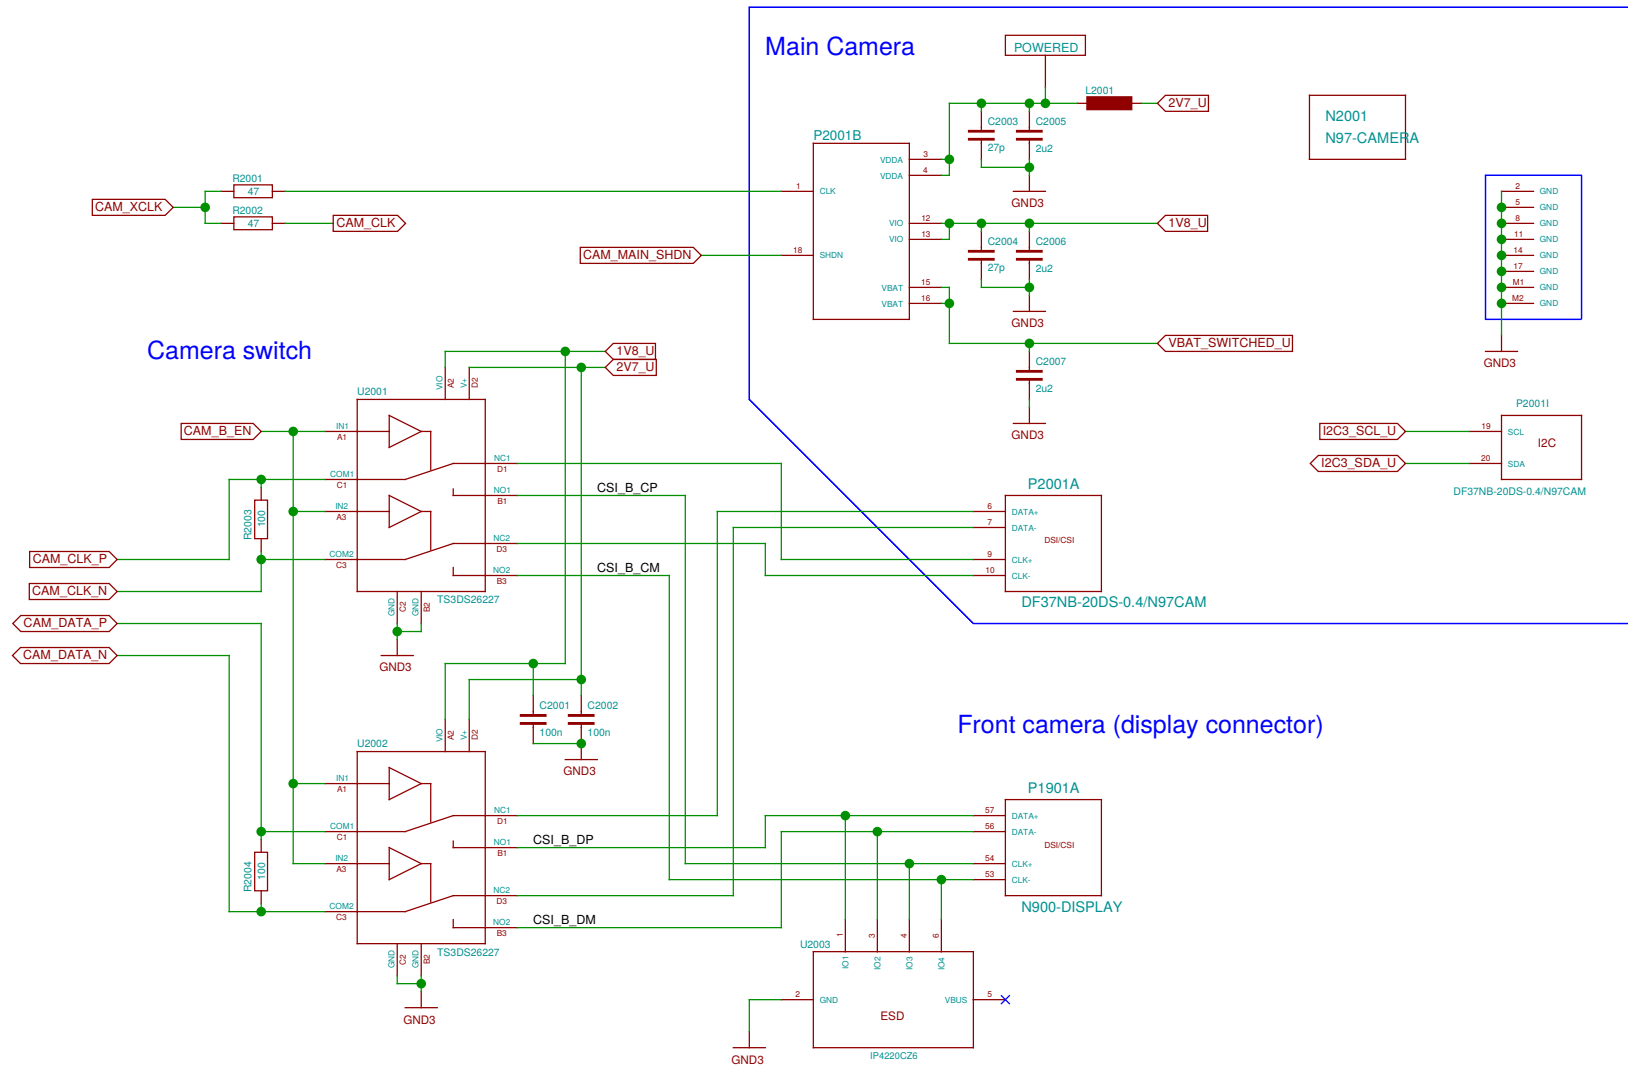 Main Camera
POWERED
L2001
2V7_U
C2003
27p
C2005
2u2
GND3
P2001B
VDDA 3
VDDA 4
1 CLK
VIO 12
VIO 13
18 SHDN
VBAT 15
VBAT 16
1V8_U
C2004
27p
C2006
2u2
GND3
VBAT_SWITCHED_U
C2007
2u2
GND3
N2001
N97-CAMERA
2 GND
5 GND
8 GND
11 GND
14 GND
17 GND
M1 GND
M2 GND
GND3
P2001I
I2C3_SCL_U 19 SCL
I2C
I2C3_SDA_U 20 SDA
DF37NB-20DS-0.4/N97CAM
CAM_XCLK
R2001
47
R2002
47
CAM_CLK
CAM_MAIN_SHDN
Camera switch
1V8_U
2V7_U
VIO A2 V+ D2
U2001
CAM_B_EN
IN1
A1
COM1
C1
IN2
A3
COM2
C3
NC1
D1
NO1
B1
NC2
D3
NO2
B3
R2003
100
GND C2 GND B2
TS3DS26227
GND3
CSI_B_CP
CSI_B_CM
CAM_CLK_P
CAM_CLK_N
CAM_DATA_P
CAM_DATA_N
P2001A
6 DATA+
7 DATA-
DSI/CSI
9 CLK+
10 CLK-
DF37NB-20DS-0.4/N97CAM
C2001
100n
C2002
100n
GND3
VIO A2 V+ D2
U2002
IN1
A1
COM1
C1
IN2
A3
COM2
C3
NC1
D1
NO1
B1
NC2
D3
NO2
B3
R2004
100
GND C2 GND B2
TS3DS26227
GND3
CSI_B_DP
CSI_B_DM
Front camera (display connector)
P1901A
57 DATA+
56 DATA-
DSI/CSI
54 CLK+
53 CLK-
N900-DISPLAY
U2003
1 3 4 6
IO1 IO2 IO3 IO4
2 GND
VBUS 5
ESD
IP4220CZ6
GND3